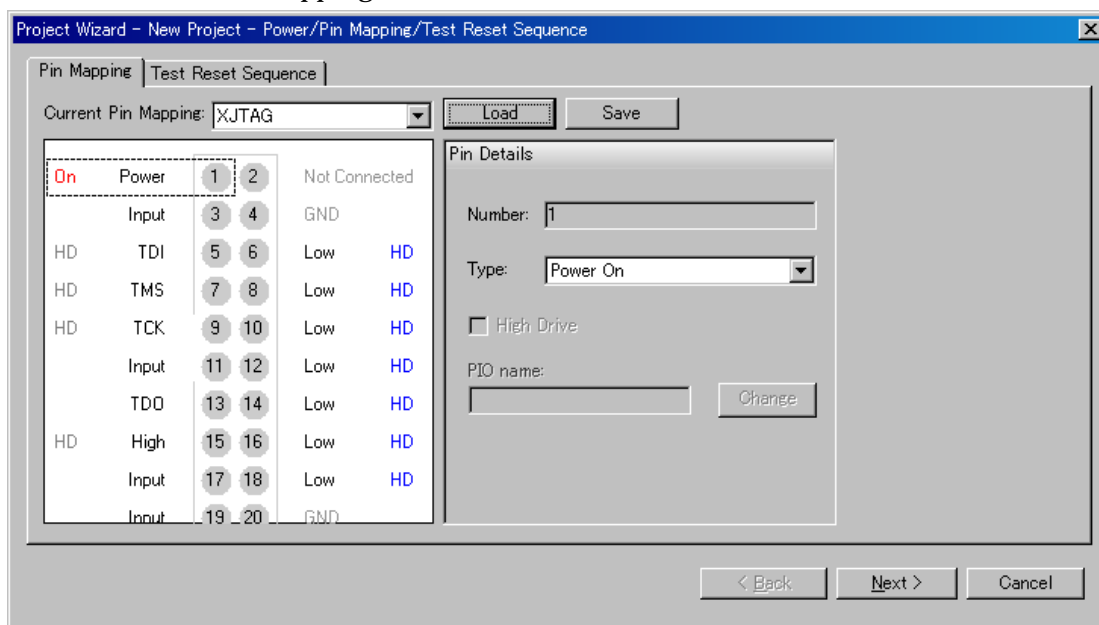 pping
Project Wizard - New Project - Power/Pin Mapping/Test Reset Sequence
Pin Mapping Test Reset Sequence
Current Pin Mapping: XJTAG Load Save
Pin Details
On Power 1 2 Not Connected
Input 3 4 GND
Number: 1
HD TDI 5 6 Low HD
Type: Power On
HD TMS 7 8 Low HD
HD TCK 9 10 Low HD
High Drive
Input 11 12 Low HD
PIO name:
TDO 13 14 Low HD
Change
HD High 15 16 Low HD
Input 17 18 Low HD
Input 19 20 GND
< Back Next > Cancel